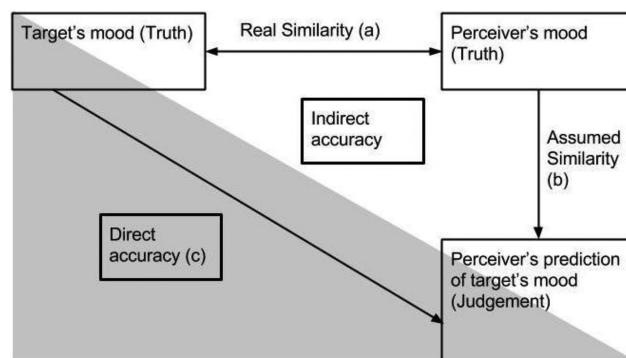 Target's mood (Truth)
Real Similarity (a)
Perceiver's mood
(Truth)
Indirect
accuracy
Assumed
Similarity
(b)
Direct
accuracy (c)
Perceiver's prediction
of target's mood
(Judgement)